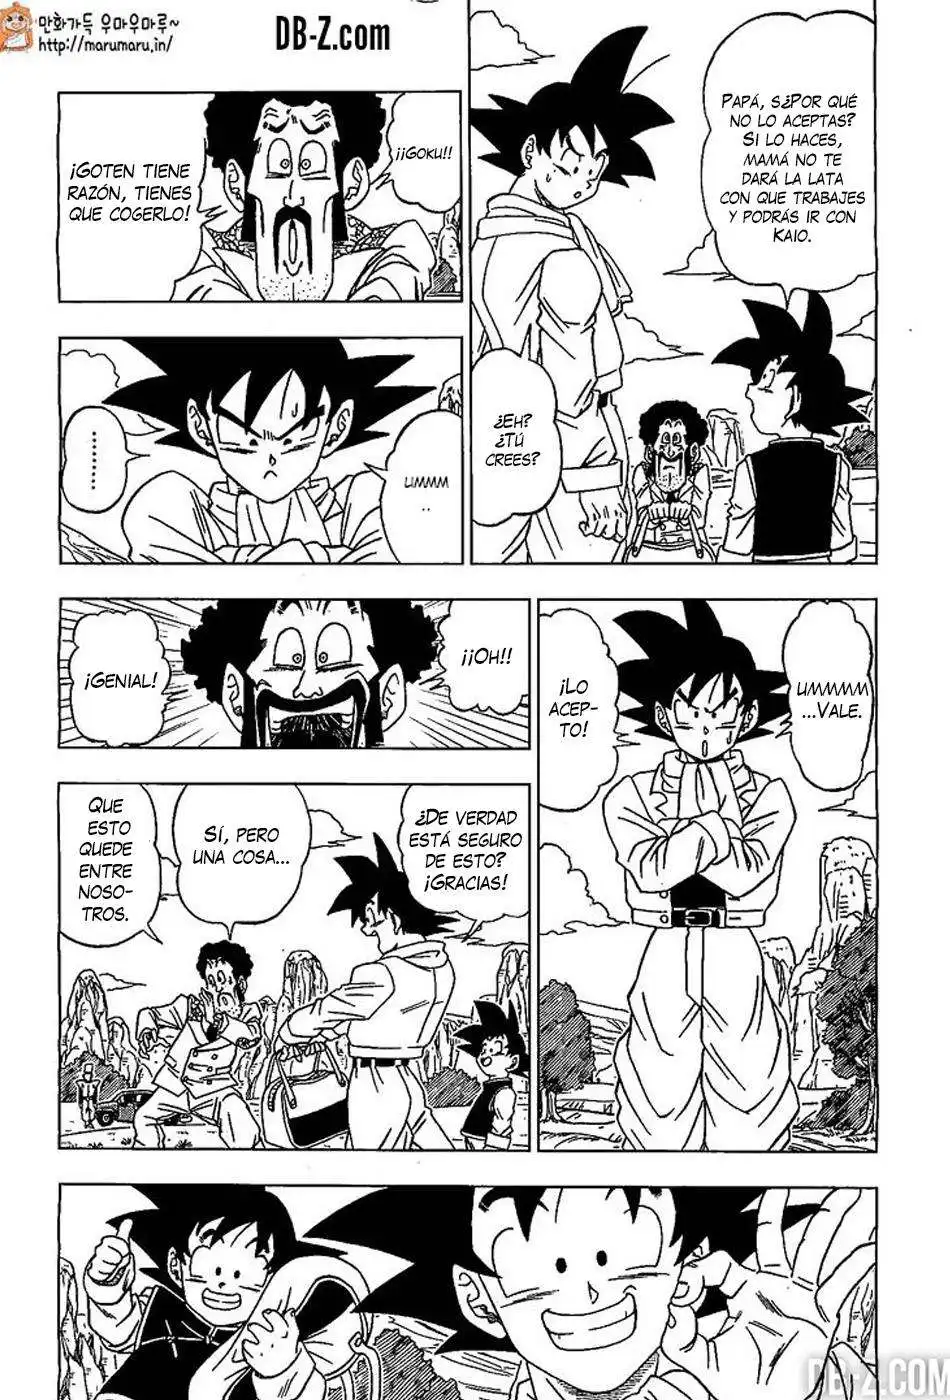 만화가득 우마우마루~
http://marumaru.in/
DB-Z.com
PAPÁ, S¿POR QUÉ
NO LO ACEPTAS?
SI LO HACES,
MAMÁ NO TE
DARÁ LA LATA
CON QUE TRABAJES
Y PODRÁS IR CON
KAIO.
¿EH?
¿TÚ
CREES?
¡¡GOKU!!
¡GOTEN TIENE
RAZÓN, TIENES
QUE COGERLO!
UMMM
..
.........
UMMMMM
...VALE.
¡LO
ACEP-
TO!
¡¡OH!!
¡GENIAL!
¿DE VERDAD
ESTÁ SEGURO
DE ESTO?
¡GRACIAS!
SÍ, PERO
UNA COSA...
QUE
ESTO
QUEDE
ENTRE
NOSO-
TROS.
DB-Z.COM